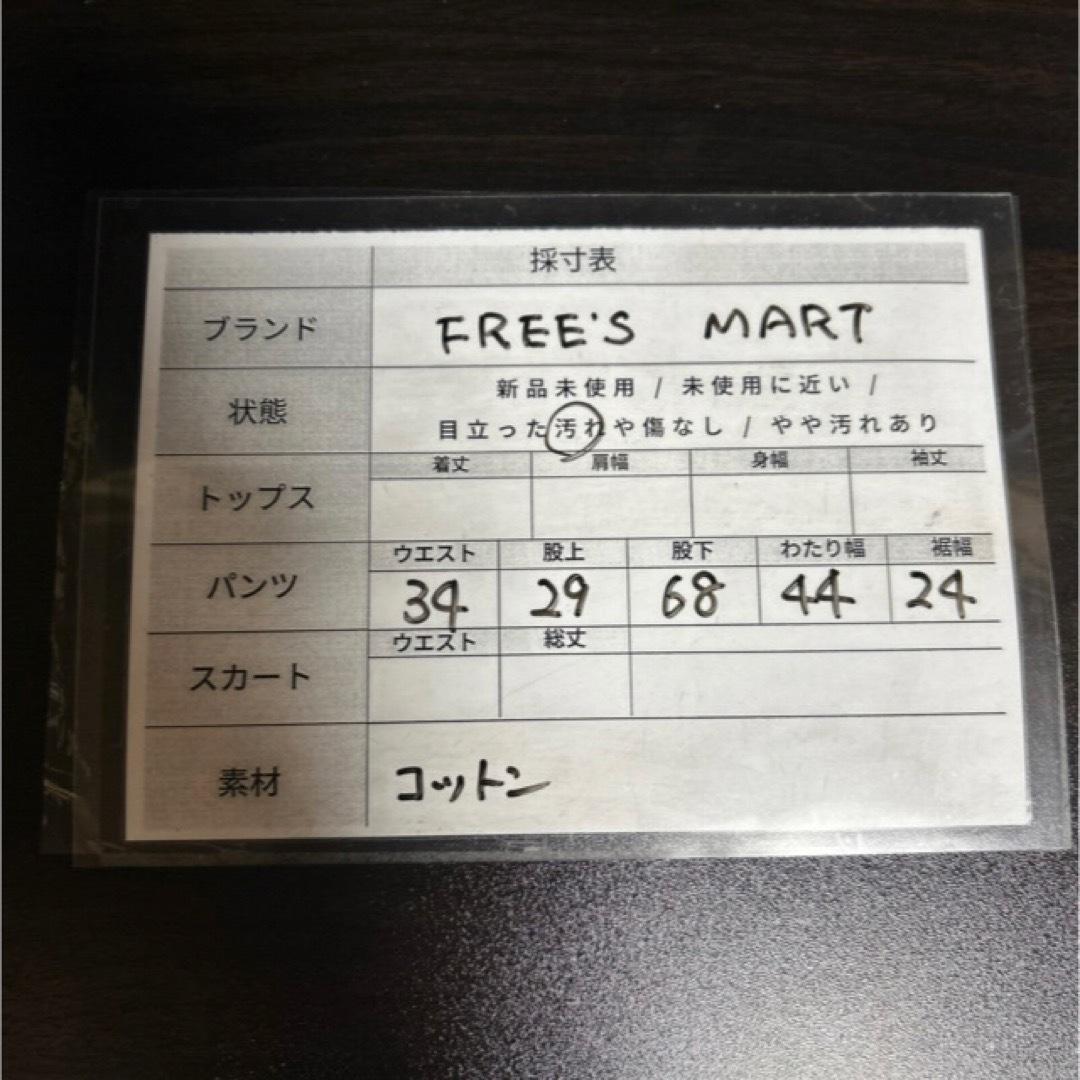 採寸表
ブランド FREE'S MART
状態 新品未使用 / 未使用に近い /
目立った汚れや傷なし / やや汚れあり
トップス 着丈 肩幅 身幅 袖丈
パンツ ウエスト 股上 股下 わたり幅 裾幅
34 29 68 44 24
スカート ウエスト 総丈
素材 コットン